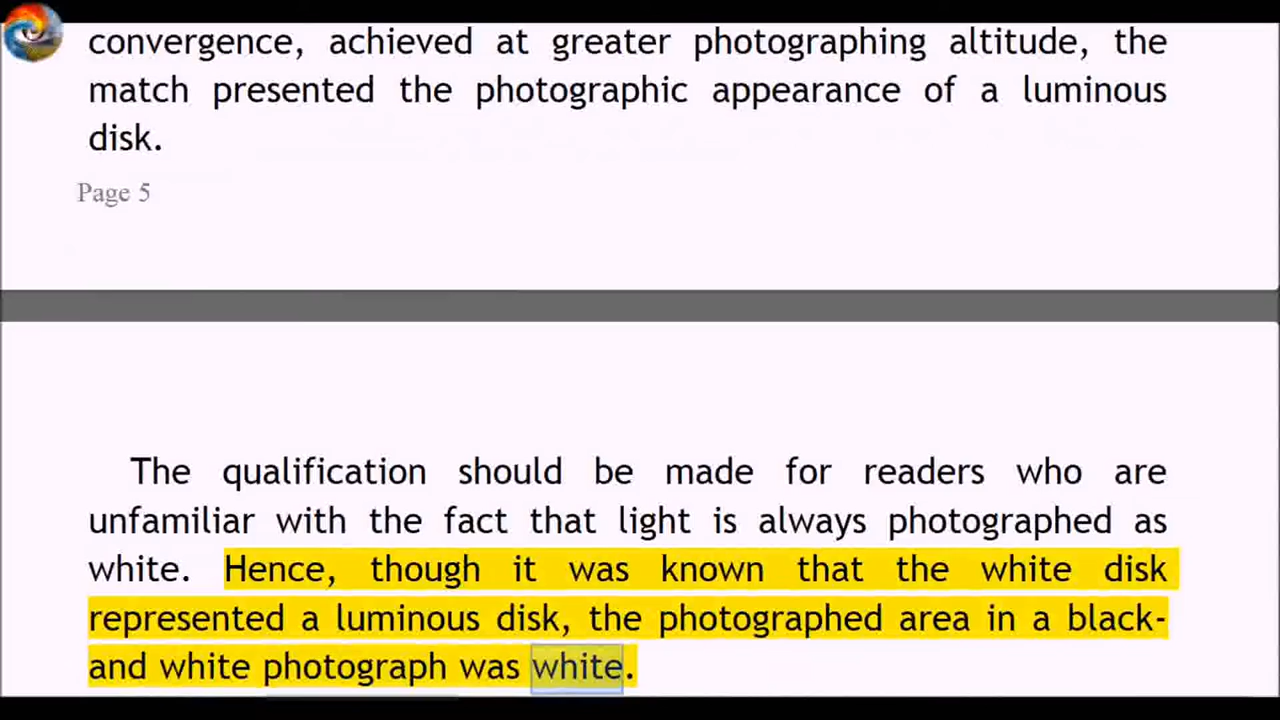 convergence, achieved at greater photographing altitude, the
match presented the photographic appearance of a luminous
disk.
Page 5
The qualification should be made for readers who are
unfamiliar with the fact that light is always photographed as
white. Hence, though it was known that the white disk
represented a luminous disk, the photographed area in a black-
and white photograph was white.